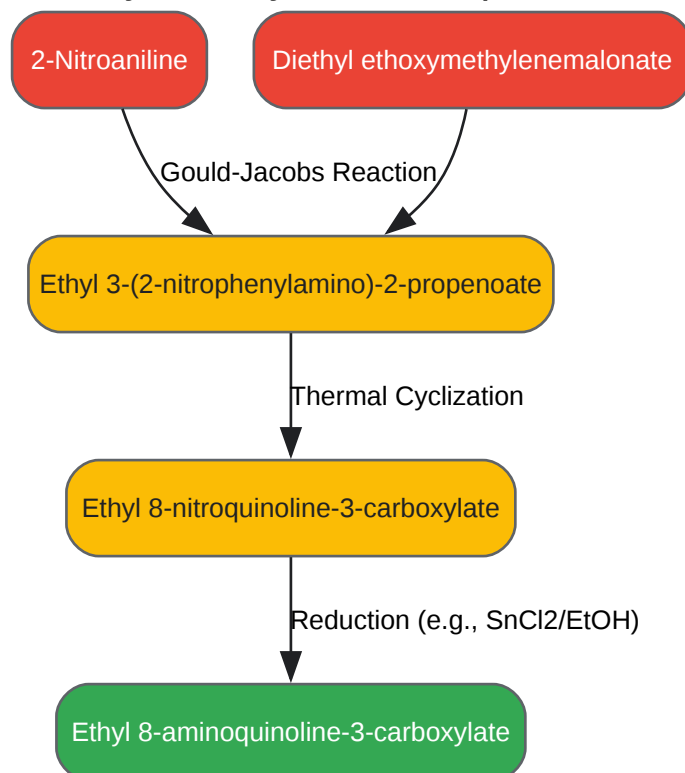 2-Nitroaniline
Diethyl ethoxymethylenemalonate
Gould-Jacobs Reaction
Ethyl 3-(2-nitrophenylamino)-2-propenoate
Thermal Cyclization
Ethyl 8-nitroquinoline-3-carboxylate
Reduction (e.g., SnCl2/EtOH)
Ethyl 8-aminoquinoline-3-carboxylate